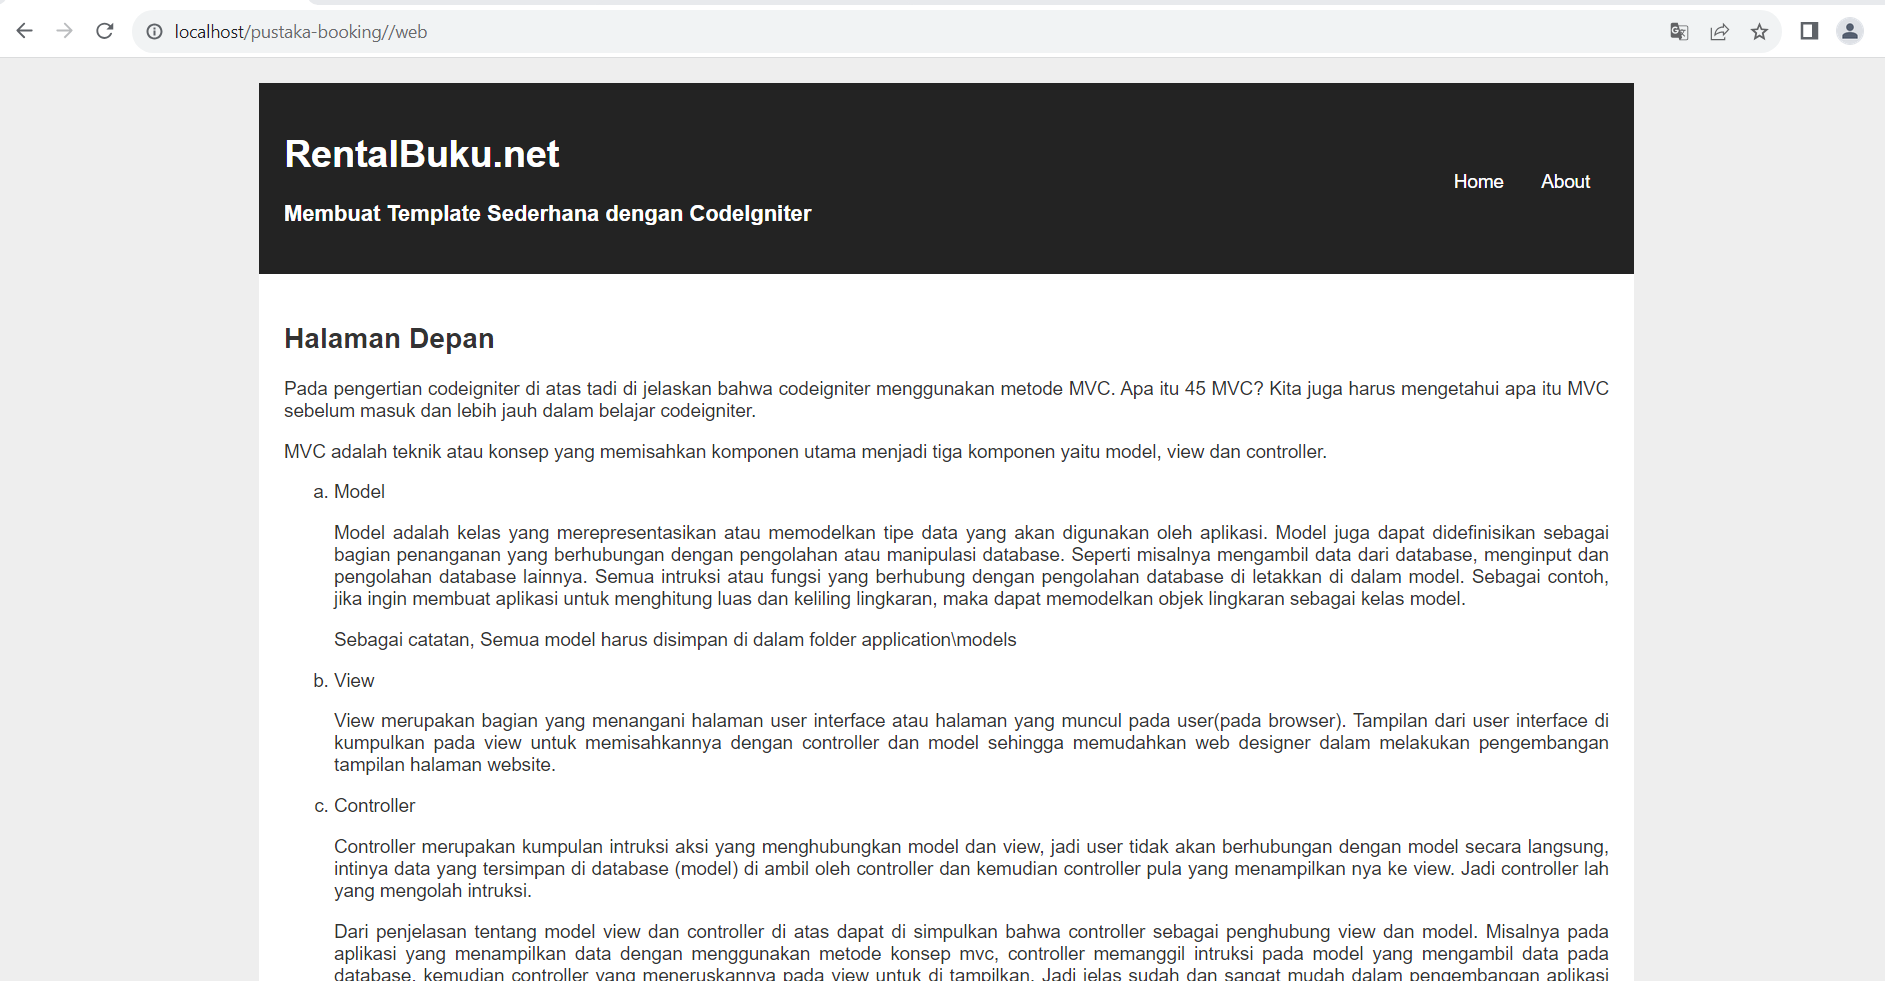 localhost/pustaka-booking//web
RentalBuku.net
Membuat Template Sederhana dengan CodeIgniter
Home About
Halaman Depan
Pada pengertian codeigniter di atas tadi di jelaskan bahwa codeigniter menggunakan metode MVC. Apa itu 45 MVC? Kita juga harus mengetahui apa itu MVC
sebelum masuk dan lebih jauh dalam belajar codeigniter.
MVC adalah teknik atau konsep yang memisahkan komponen utama menjadi tiga komponen yaitu model, view dan controller.
a. Model
Model adalah kelas yang merepresentasikan atau memodelkan tipe data yang akan digunakan oleh aplikasi. Model juga dapat didefinisikan sebagai
bagian penanganan yang berhubungan dengan pengolahan atau manipulasi database. Seperti misalnya mengambil data dari database, menginput dan
pengolahan database lainnya. Semua intruksi atau fungsi yang berhubung dengan pengolahan database di letakkan di dalam model. Sebagai contoh,
jika ingin membuat aplikasi untuk menghitung luas dan keliling lingkaran, maka dapat memodelkan objek lingkaran sebagai kelas model.
Sebagai catatan, Semua model harus disimpan di dalam folder application\models
b. View
View merupakan bagian yang menangani halaman user interface atau halaman yang muncul pada user(pada browser). Tampilan dari user interface di
kumpulkan pada view untuk memisahkannya dengan controller dan model sehingga memudahkan web designer dalam melakukan pengembangan
tampilan halaman website.
c. Controller
Controller merupakan kumpulan intruksi aksi yang menghubungkan model dan view, jadi user tidak akan berhubungan dengan model secara langsung,
intinya data yang tersimpan di database (model) di ambil oleh controller dan kemudian controller pula yang menampilkan nya ke view. Jadi controller lah
yang mengolah intruksi.
Dari penjelasan tentang model view dan controller di atas dapat di simpulkan bahwa controller sebagai penghubung view dan model. Misalnya pada
aplikasi yang menampilkan data dengan menggunakan metode konsep mvc, controller memanggil intruksi pada model yang mengambil data pada
database, kemudian controller yang meneruskannya pada view untuk di tampilkan. Jadi jelas sudah dan sangat mudah dalam pengembangan aplikasi